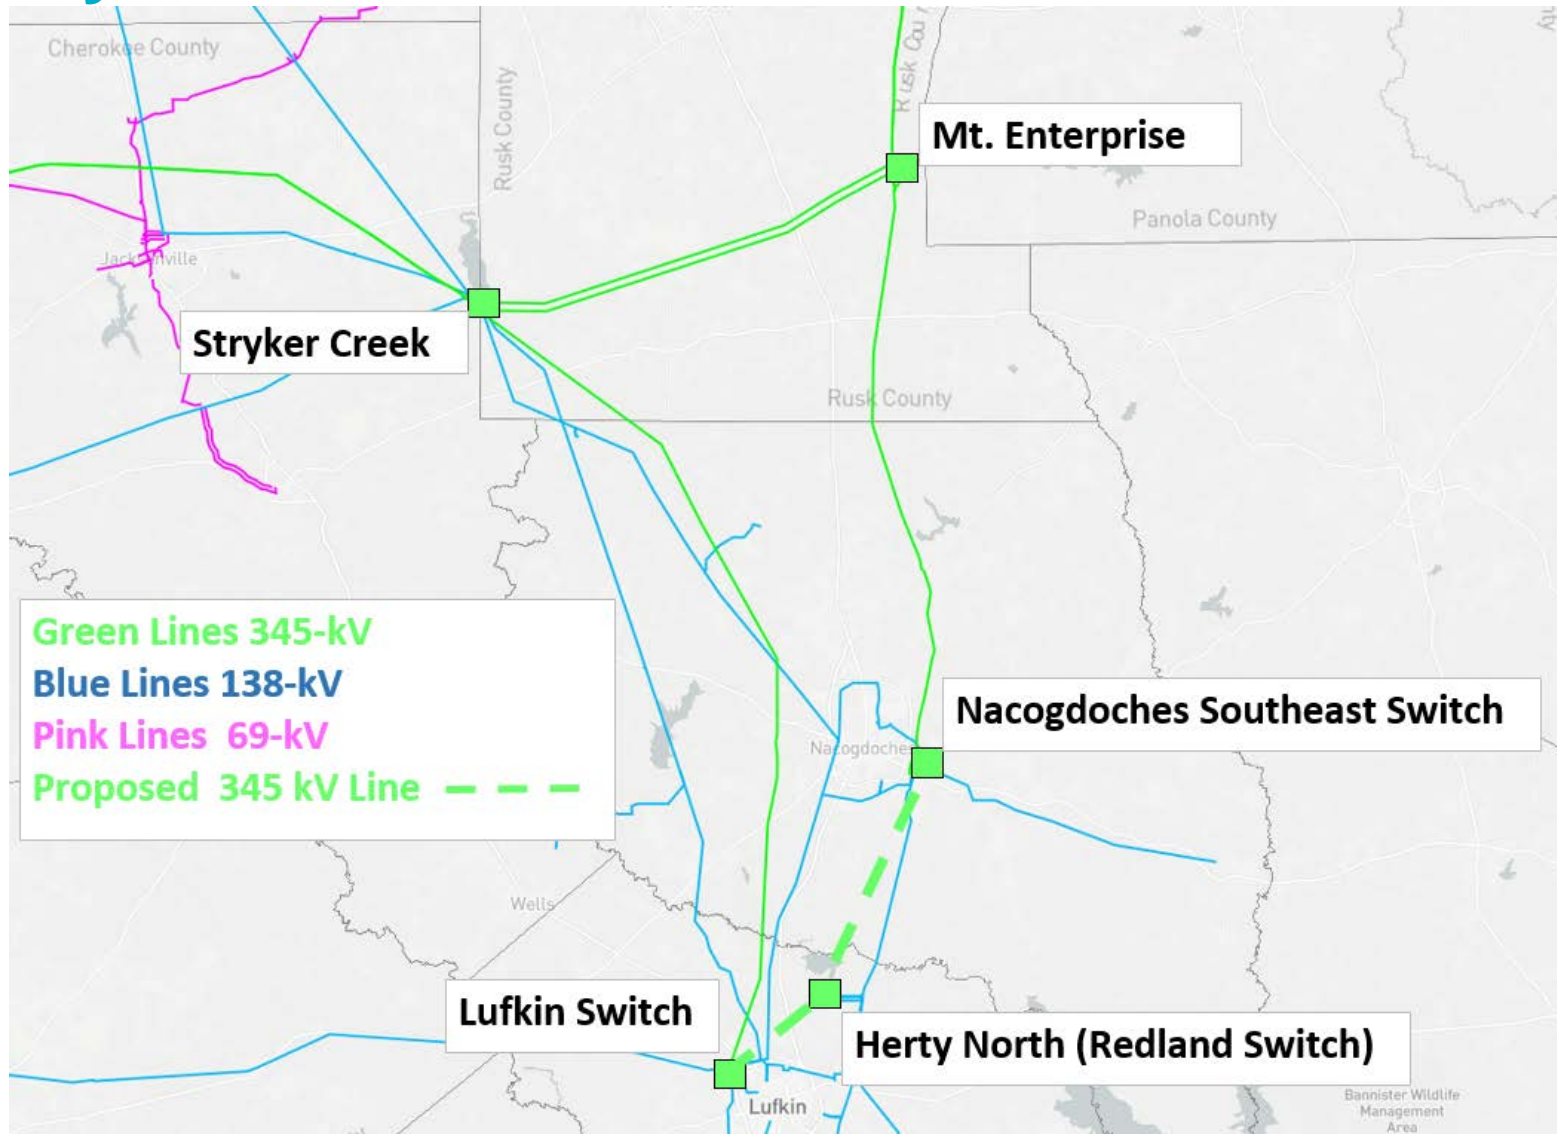 Cherokee County
Rusk County
Rusk Cou
Mt. Enterprise
Panola County
Jacksonville
Stryker Creek
Rusk County
Green Lines 345-kV
Blue Lines 138-kV
Pink Lines  69-kV
Proposed  345 kV Line
Nacogdoches Southeast Switch
Nacogdoches
Wells
Lufkin Switch
Herty North (Redland Switch)
Lufkin
Bannister Wildlife
Management
Area